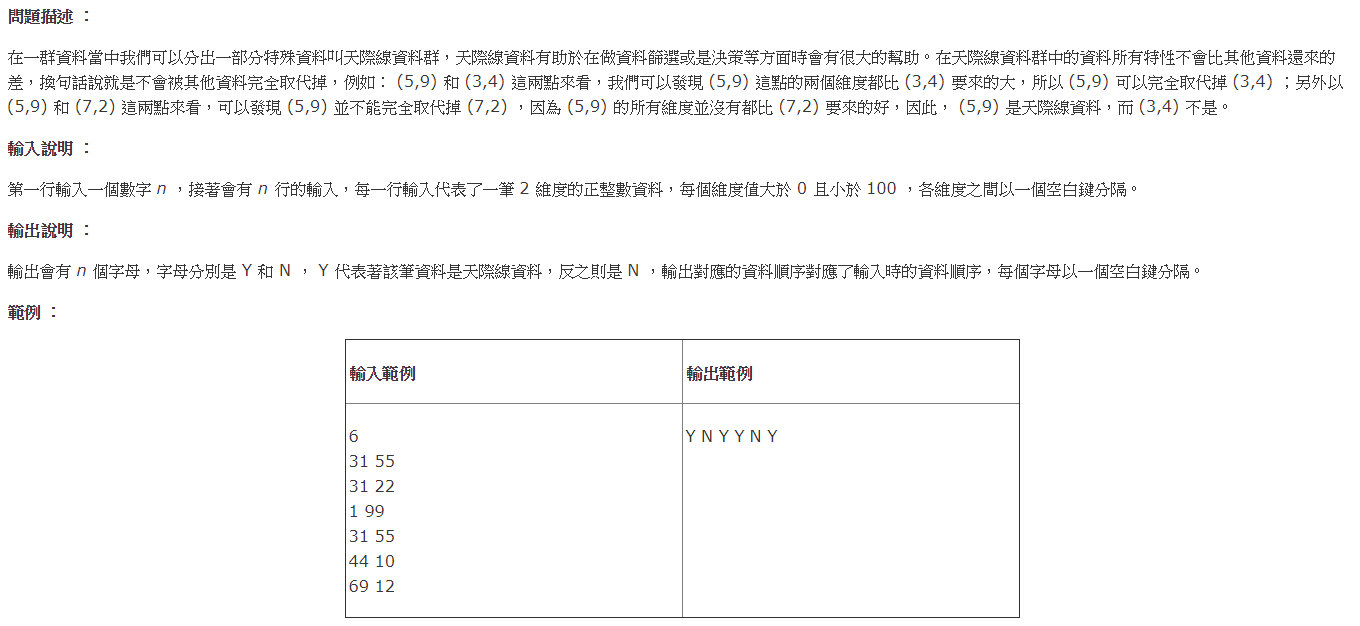 問題描述 ：
在一群資料當中我們可以分出一部分特殊資料叫天際線資料群，天際線資料有助於在做資料篩選或是決策等方面時會有很大的幫助。在天際線資料群中的資料所有特性不會比其他資料還來的
差，換句話說就是不會被其他資料完全取代掉，例如： (5,9) 和 (3,4) 這兩點來看，我們可以發現 (5,9) 這點的兩個維度都比 (3,4) 要來的大，所以 (5,9) 可以完全取代掉 (3,4) ；另外以
(5,9) 和 (7,2) 這兩點來看，可以發現 (5,9) 並不能完全取代掉 (7,2) ，因為 (5,9) 的所有維度並沒有都比 (7,2) 要來的好，因此， (5,9) 是天際線資料，而 (3,4) 不是。
輸入說明 ：
第一行輸入一個數字 n ，接著會有 n 行的輸入，每一行輸入代表了一筆 2 維度的正整數資料，每個維度值大於 0 且小於 100 ，各維度之間以一個空白鍵分隔。
輸出說明 ：
輸出會有 n 個字母，字母分別是 Y 和 N ， Y 代表著該筆資料是天際線資料，反之則是 N ，輸出對應的資料順序對應了輸入時的資料順序，每個字母以一個空白鍵分隔。
範例 ：
輸入範例
輸出範例
6
31 55
31 22
1 99
31 55
44 10
69 12
Y N Y Y N Y